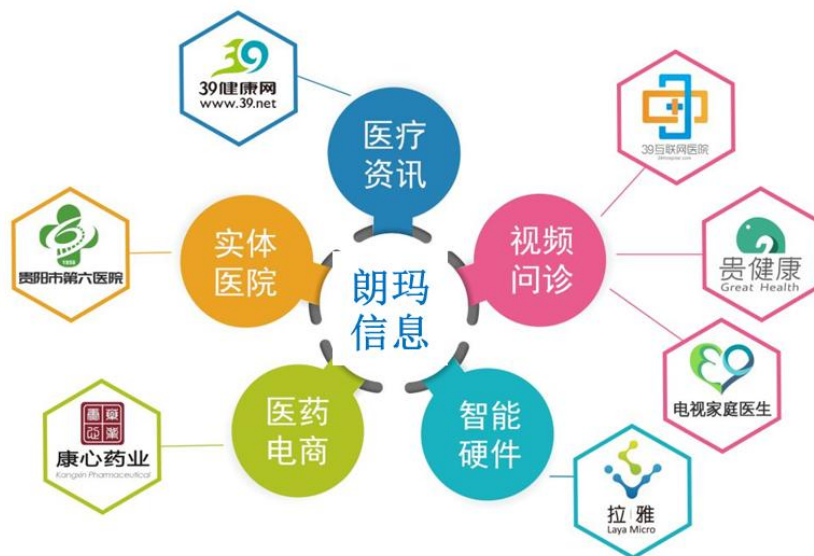 39健康网
www.39.net
医疗
资讯
39互联网医院
实体
医院
视频
问诊
贵阳市第六医院
1952
朗玛
信息
贵健康
Great Health
医药
电商
智能
硬件
电视家庭医生
康心药业
Kangxin Pharmaceutical
拉雅
Laya Micro